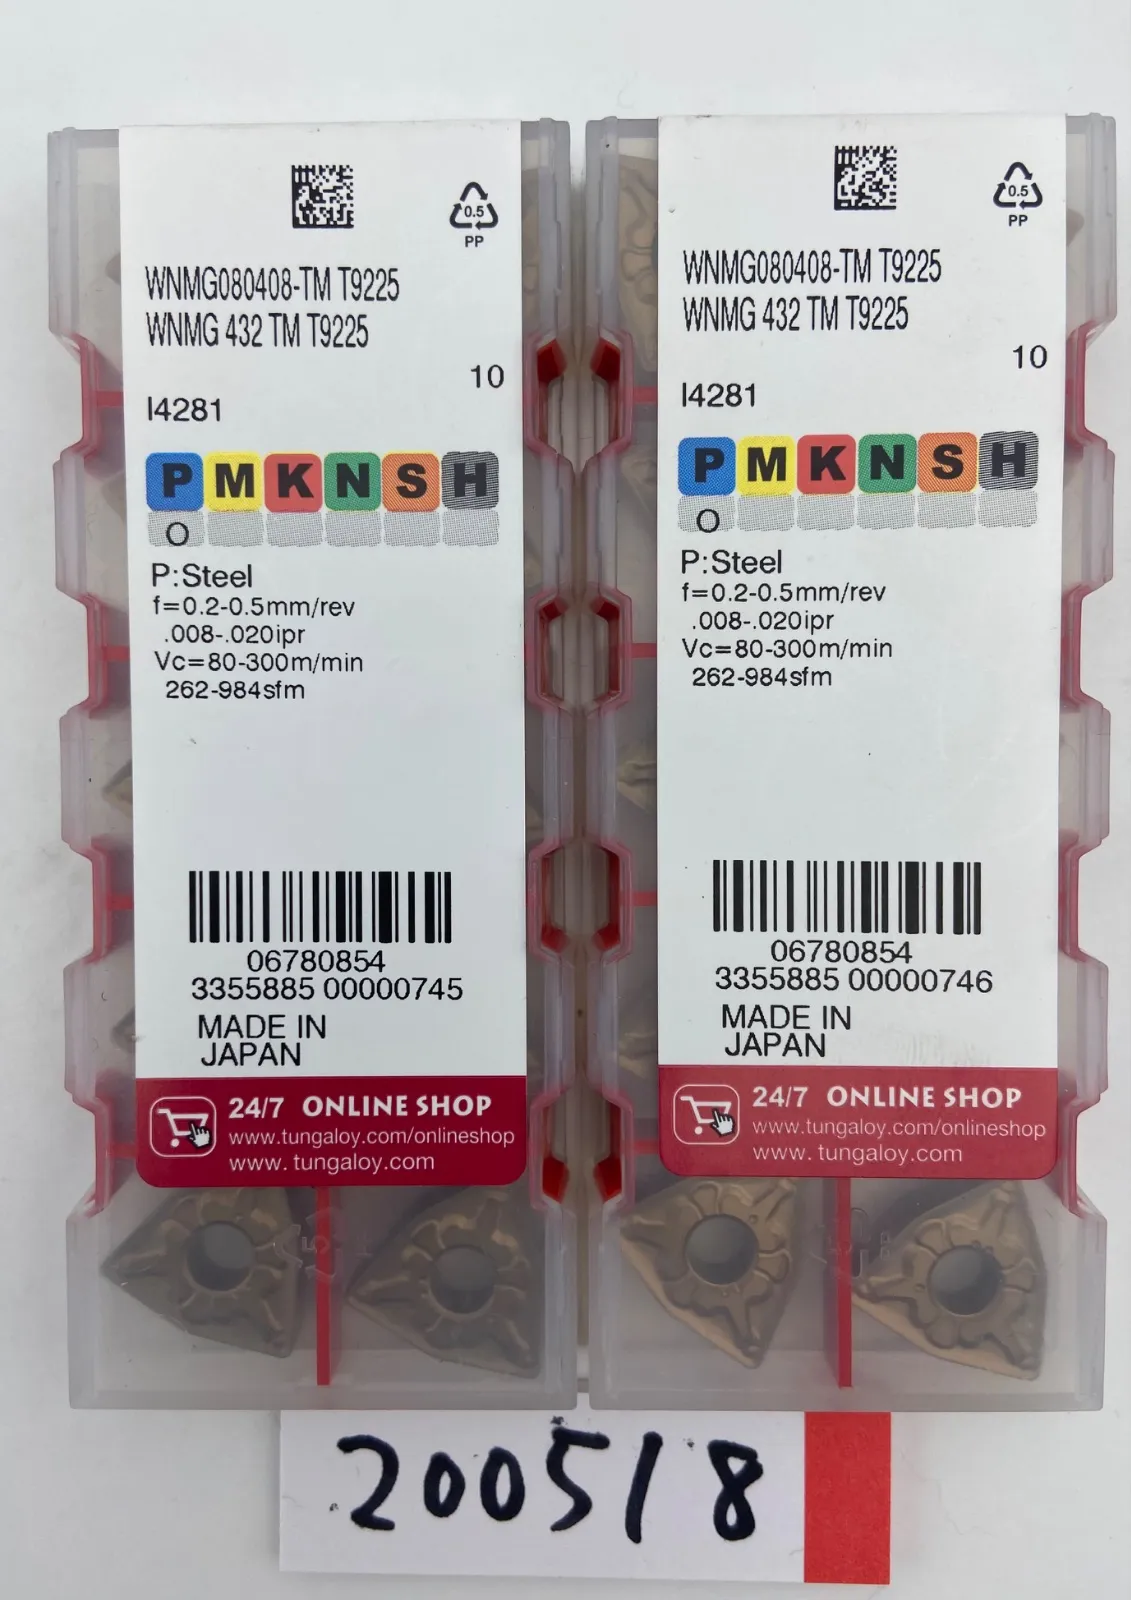 0.5
PP
WNMG080408-TM T9225
WNMG 432 TM T9225
10
I4281
P M K N S H
O
P:Steel
f=0.2-0.5mm/rev
.008-.020ipr
Vc=80-300m/min
262-984sfm
06780854
3355885 00000745
MADE IN
JAPAN
24/7 ONLINE SHOP
www.tungaloy.com/onlineshop
www. tungaloy.com
0.5
PP
WNMG080408-TM T9225
WNMG 432 TM T9225
10
I4281
P M K N S H
O
P:Steel
f=0.2-0.5mm/rev
.008-.020ipr
Vc=80-300m/min
262-984sfm
06780854
3355885 00000746
MADE IN
JAPAN
24/7 ONLINE SHOP
www.tungaloy.com/onlineshop
www. tungaloy.com
200518